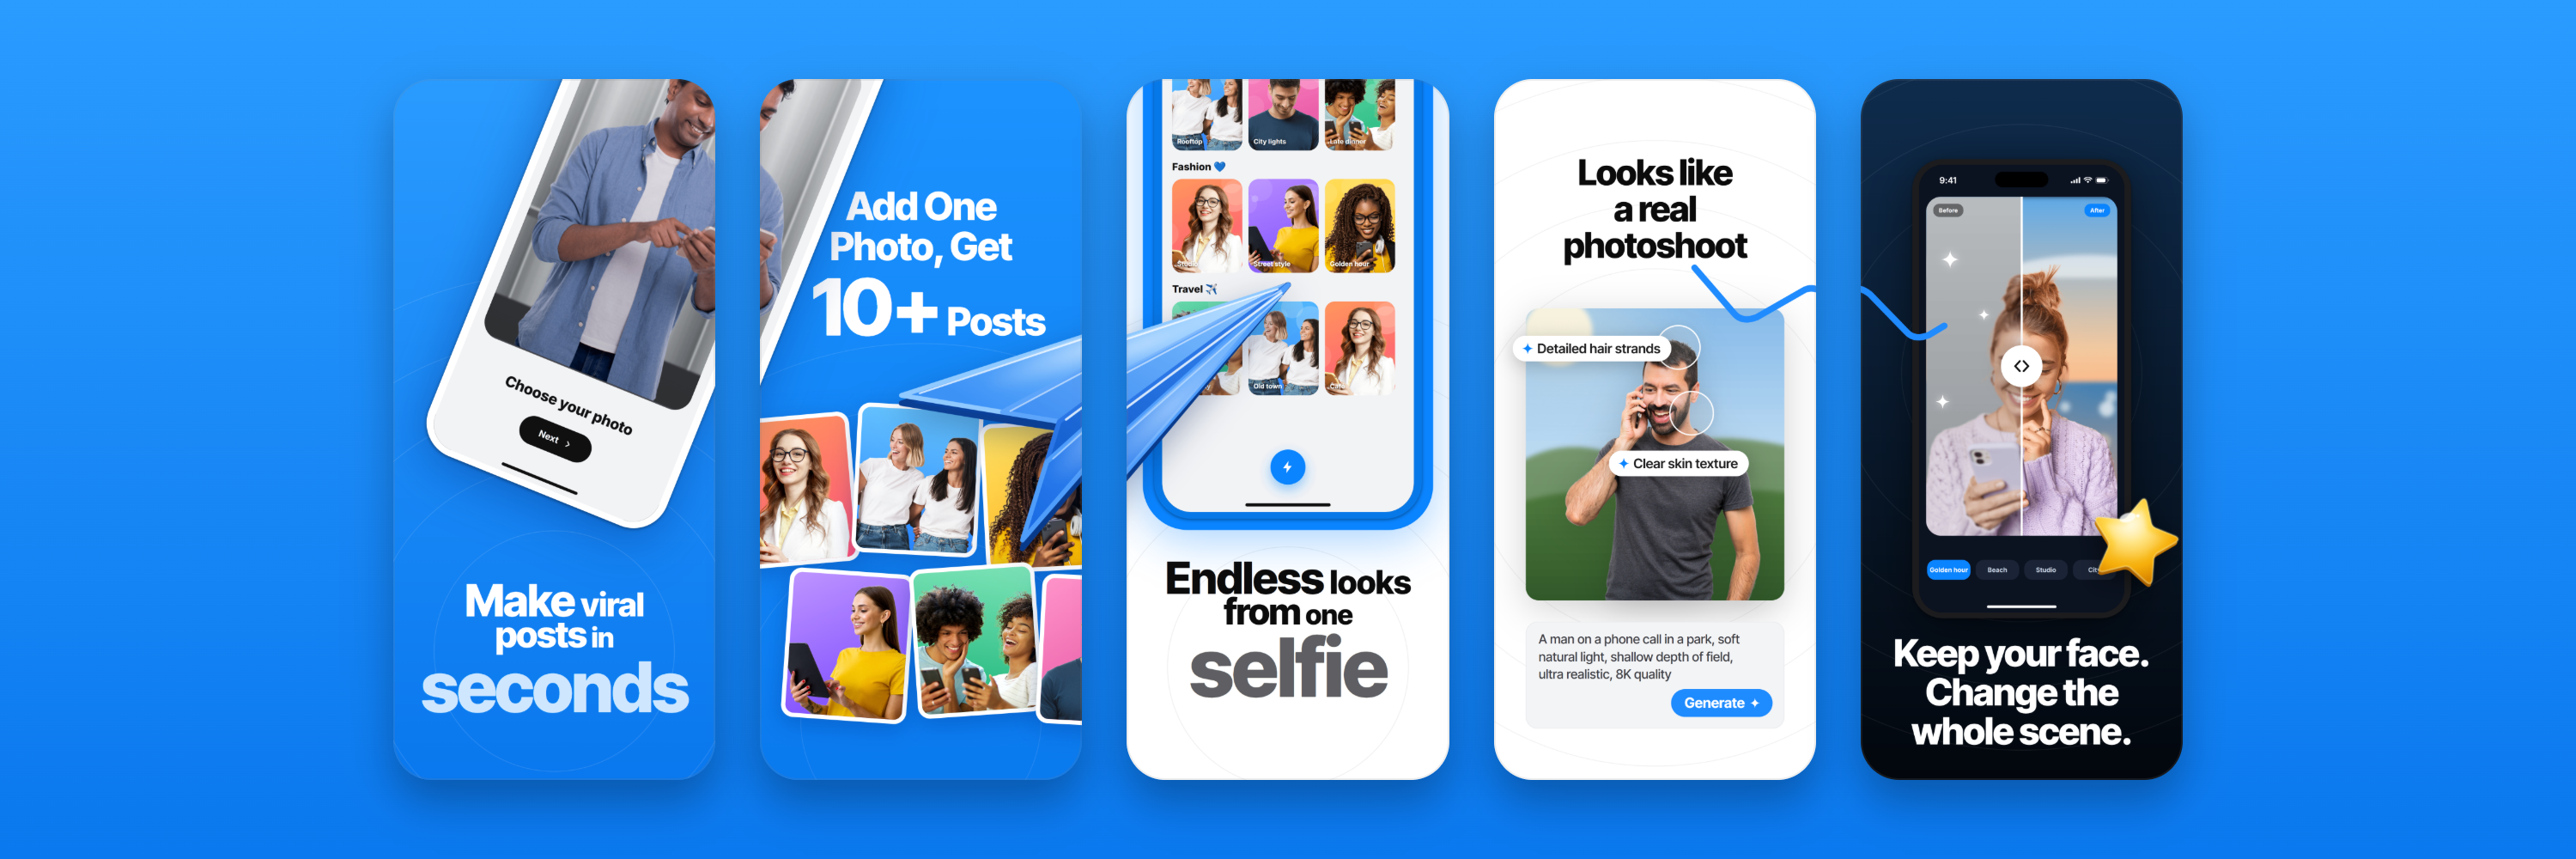 Choose your photo
Next
Make viral
posts in
seconds
Add One
Photo, Get
10+ Posts
Rooftop
City lights
Late dinner
Fashion
Street style
Golden hour
Travel
Old town
Endless looks
from one
selfie
Looks like
a real
photoshoot
Detailed hair strands
Clear skin texture
A man on a phone call in a park, soft
natural light, shallow depth of field,
ultra realistic, 8K quality
Generate
9:41
Before
After
Golden hour
Beach
Studio
Keep your face.
Change the
whole scene.